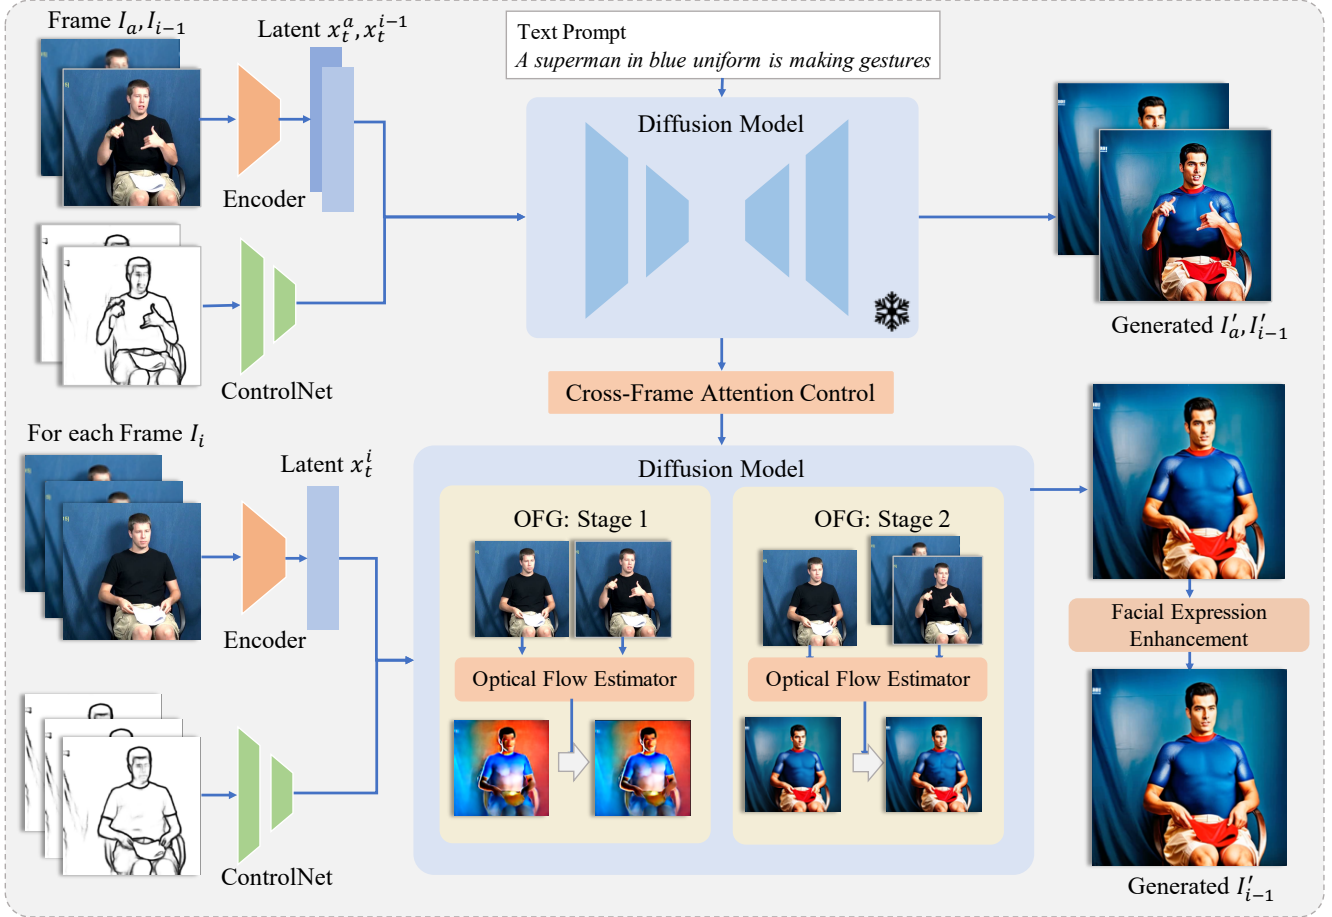 Frame I_a, I_{i−1}
Latent x_t^a, x_t^{i−1}
Text Prompt
A superman in blue uniform is making gestures
Diffusion Model
Encoder
ControlNet
Generated I'_a, I'_{i−1}
Cross-Frame Attention Control
For each Frame I_i
Latent x_t^i
Encoder
ControlNet
Diffusion Model
OFG: Stage 1
OFG: Stage 2
Optical Flow Estimator
Optical Flow Estimator
Facial Expression
Enhancement
Generated I'_{i−1}